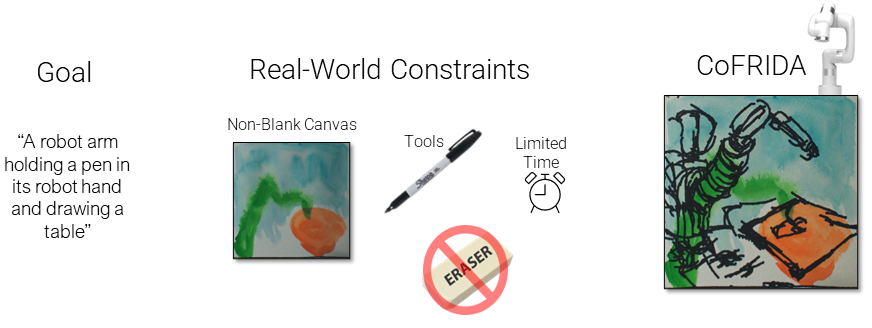 Goal
Real-World Constraints
CoFRIDA
"A robot arm
holding a pen in
its robot hand
and drawing a
table"
Non-Blank Canvas
Tools
Limited
Time
Sharpie
ERASER